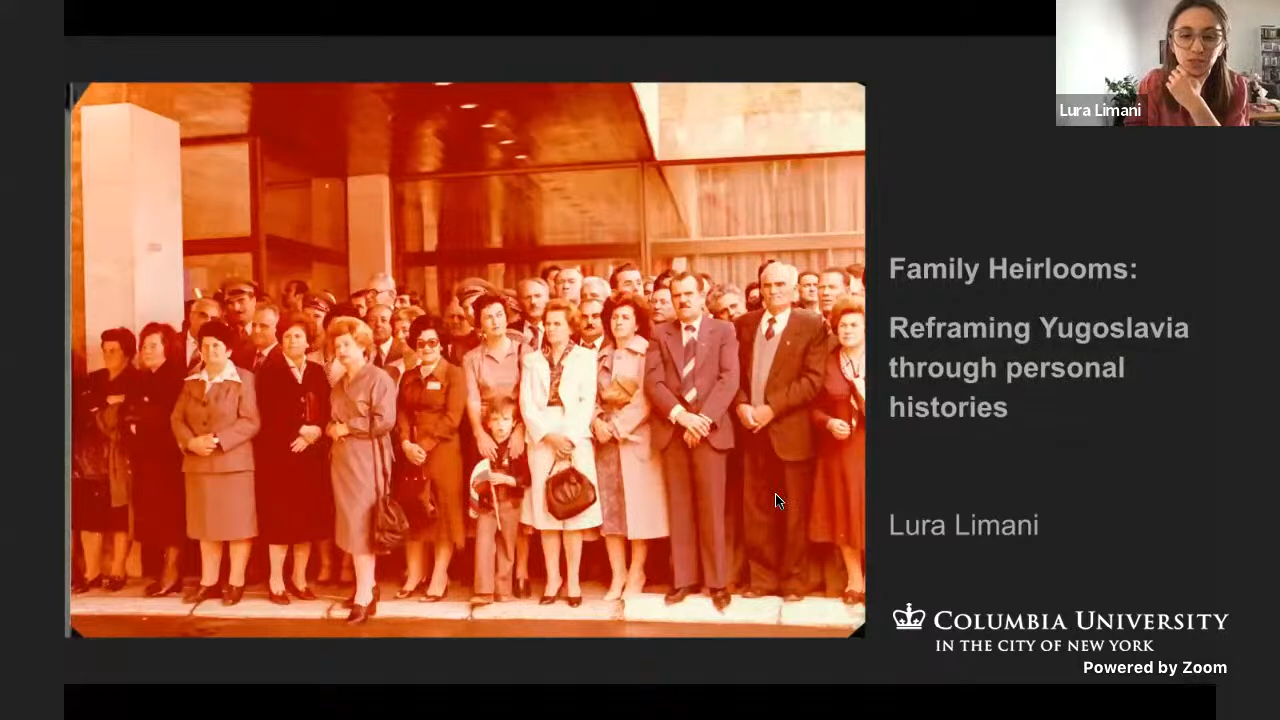 Lura Limani
Family Heirlooms:
Reframing Yugoslavia
through personal
histories
Lura Limani
COLUMBIA UNIVERSITY
IN THE CITY OF NEW YORK
Powered by Zoom